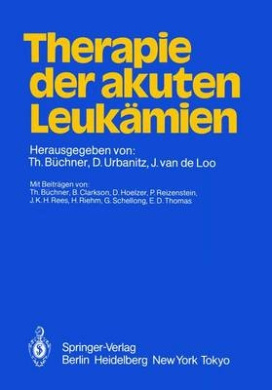 Therapie
der akuten
Leukämien
Herausgegeben von:
Th. Büchner, D. Urbanitz, J. van de Loo
Mit Beiträgen von:
Th. Büchner, B. Clarkson, D. Hoelzer, P. Reizenstein,
J. K. H. Rees, H. Riehm, G. Schellong, E. D. Thomas
Springer-Verlag
Berlin Heidelberg New York Tokyo